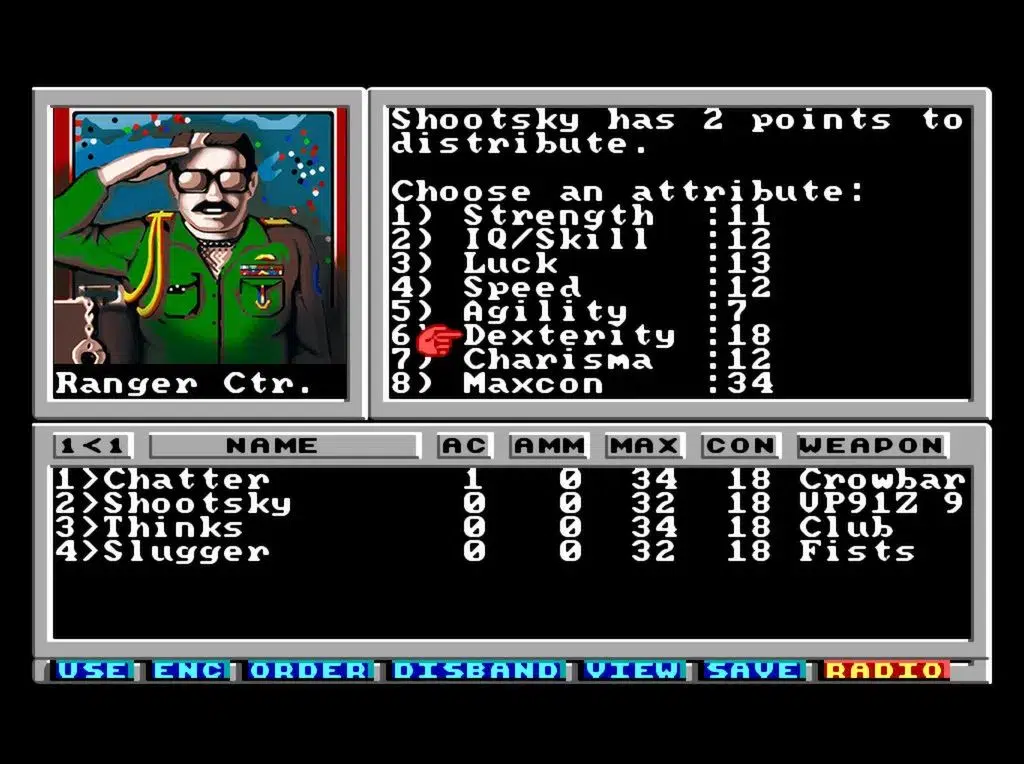 Shootsky has 2 points to
distribute.
Choose an attribute:
1) Strength :11
2) IQ/Skill :12
3) Luck :13
4) Speed :12
5) Agility :7
6) Dexterity :18
7) Charisma :12
8) Maxcon :34
Ranger Ctr.
1<1 NAME AC AMM MAX CON WEAPON
1>Chatter 1 0 34 18 Crowbar
2>Shootsky 0 0 32 18 VP91Z 9
3>Thinks 0 0 34 18 Club
4>Slugger 0 0 32 18 Fists
USE ENC ORDER DISBAND VIEW SAVE RADIO